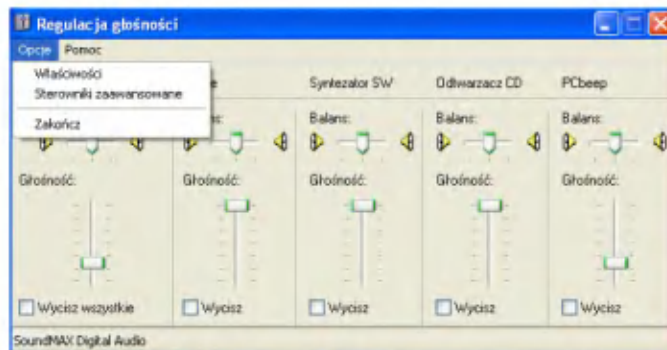 Regulacja głośności
Opcje Pomoc
Właściwości
Sterowniki zaawansowane
Zakończ
Syntezator SW
Odtwarzacz CD
PCbeep
Balans: Balans: Balans:
Głośność: Głośność: Głośność: Głośność: Głośność:
Wycisz wszystkie Wycisz Wycisz Wycisz Wycisz
SoundMAX Digital Audio